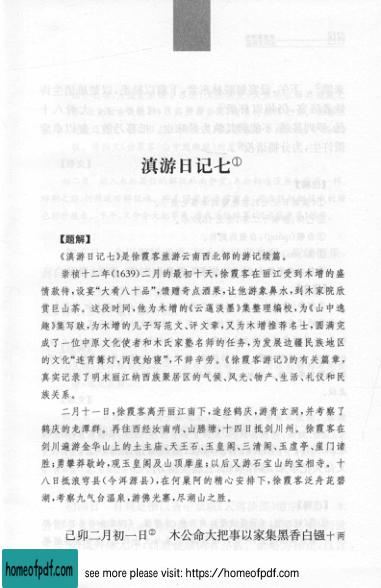 滇游日记七①
【题解】
《滇游日记七》是徐霞客旅游云南西北部的游记续篇。
崇祯十二年(1639)二月的最初十天,徐霞客在丽江受到木增的盛
情款待,设宴“大肴八十品”,馈赠奇点酒果,让他游象鼻水,到木家院欣
赏巨山茶。这段时间,他为木增的《云薖淡墨》集整理编校,为《山中逸
趣》集写跋,为木增的儿子写范文、评文章,又为木增推荐名士,圆满完
成了一位中原文化使者和木氏家塾名师的任务,为发展边疆民族地区
的文化“连宵篝灯,丙夜始寝”,不辞辛劳。《徐霞客游记》的有关篇章,
真实记录了明末丽江纳西族聚居区的气候、风光、物产、生活、礼仪和民
族关系。
二月十一日,徐霞客离开丽江南下,途经鹤庆,游青玄洞,并考察了
鹤庆的龙潭群。再往西经汝南哨、山塍塘,十四日抵剑川州。徐霞客在
剑川遍游金华山上的土主庙、天王石、玉皇阁、三清阁、玉虚亭、崖门诸
胜;勇攀莽歇岭,观玉皇阁及山顶摩崖;以后又游石宝山的宝相寺。十
八日抵浪穹县(今洱源县),在何巢阿的精心安排下,徐霞客泛舟茈碧
湖,考察九气台温泉,游佛光寨,尽湖山之胜。
己卯二月初一日② 木公命大把事以家集黑香白镪十两
homeofpdf.com
see more please visit: https://homeofpdf.com